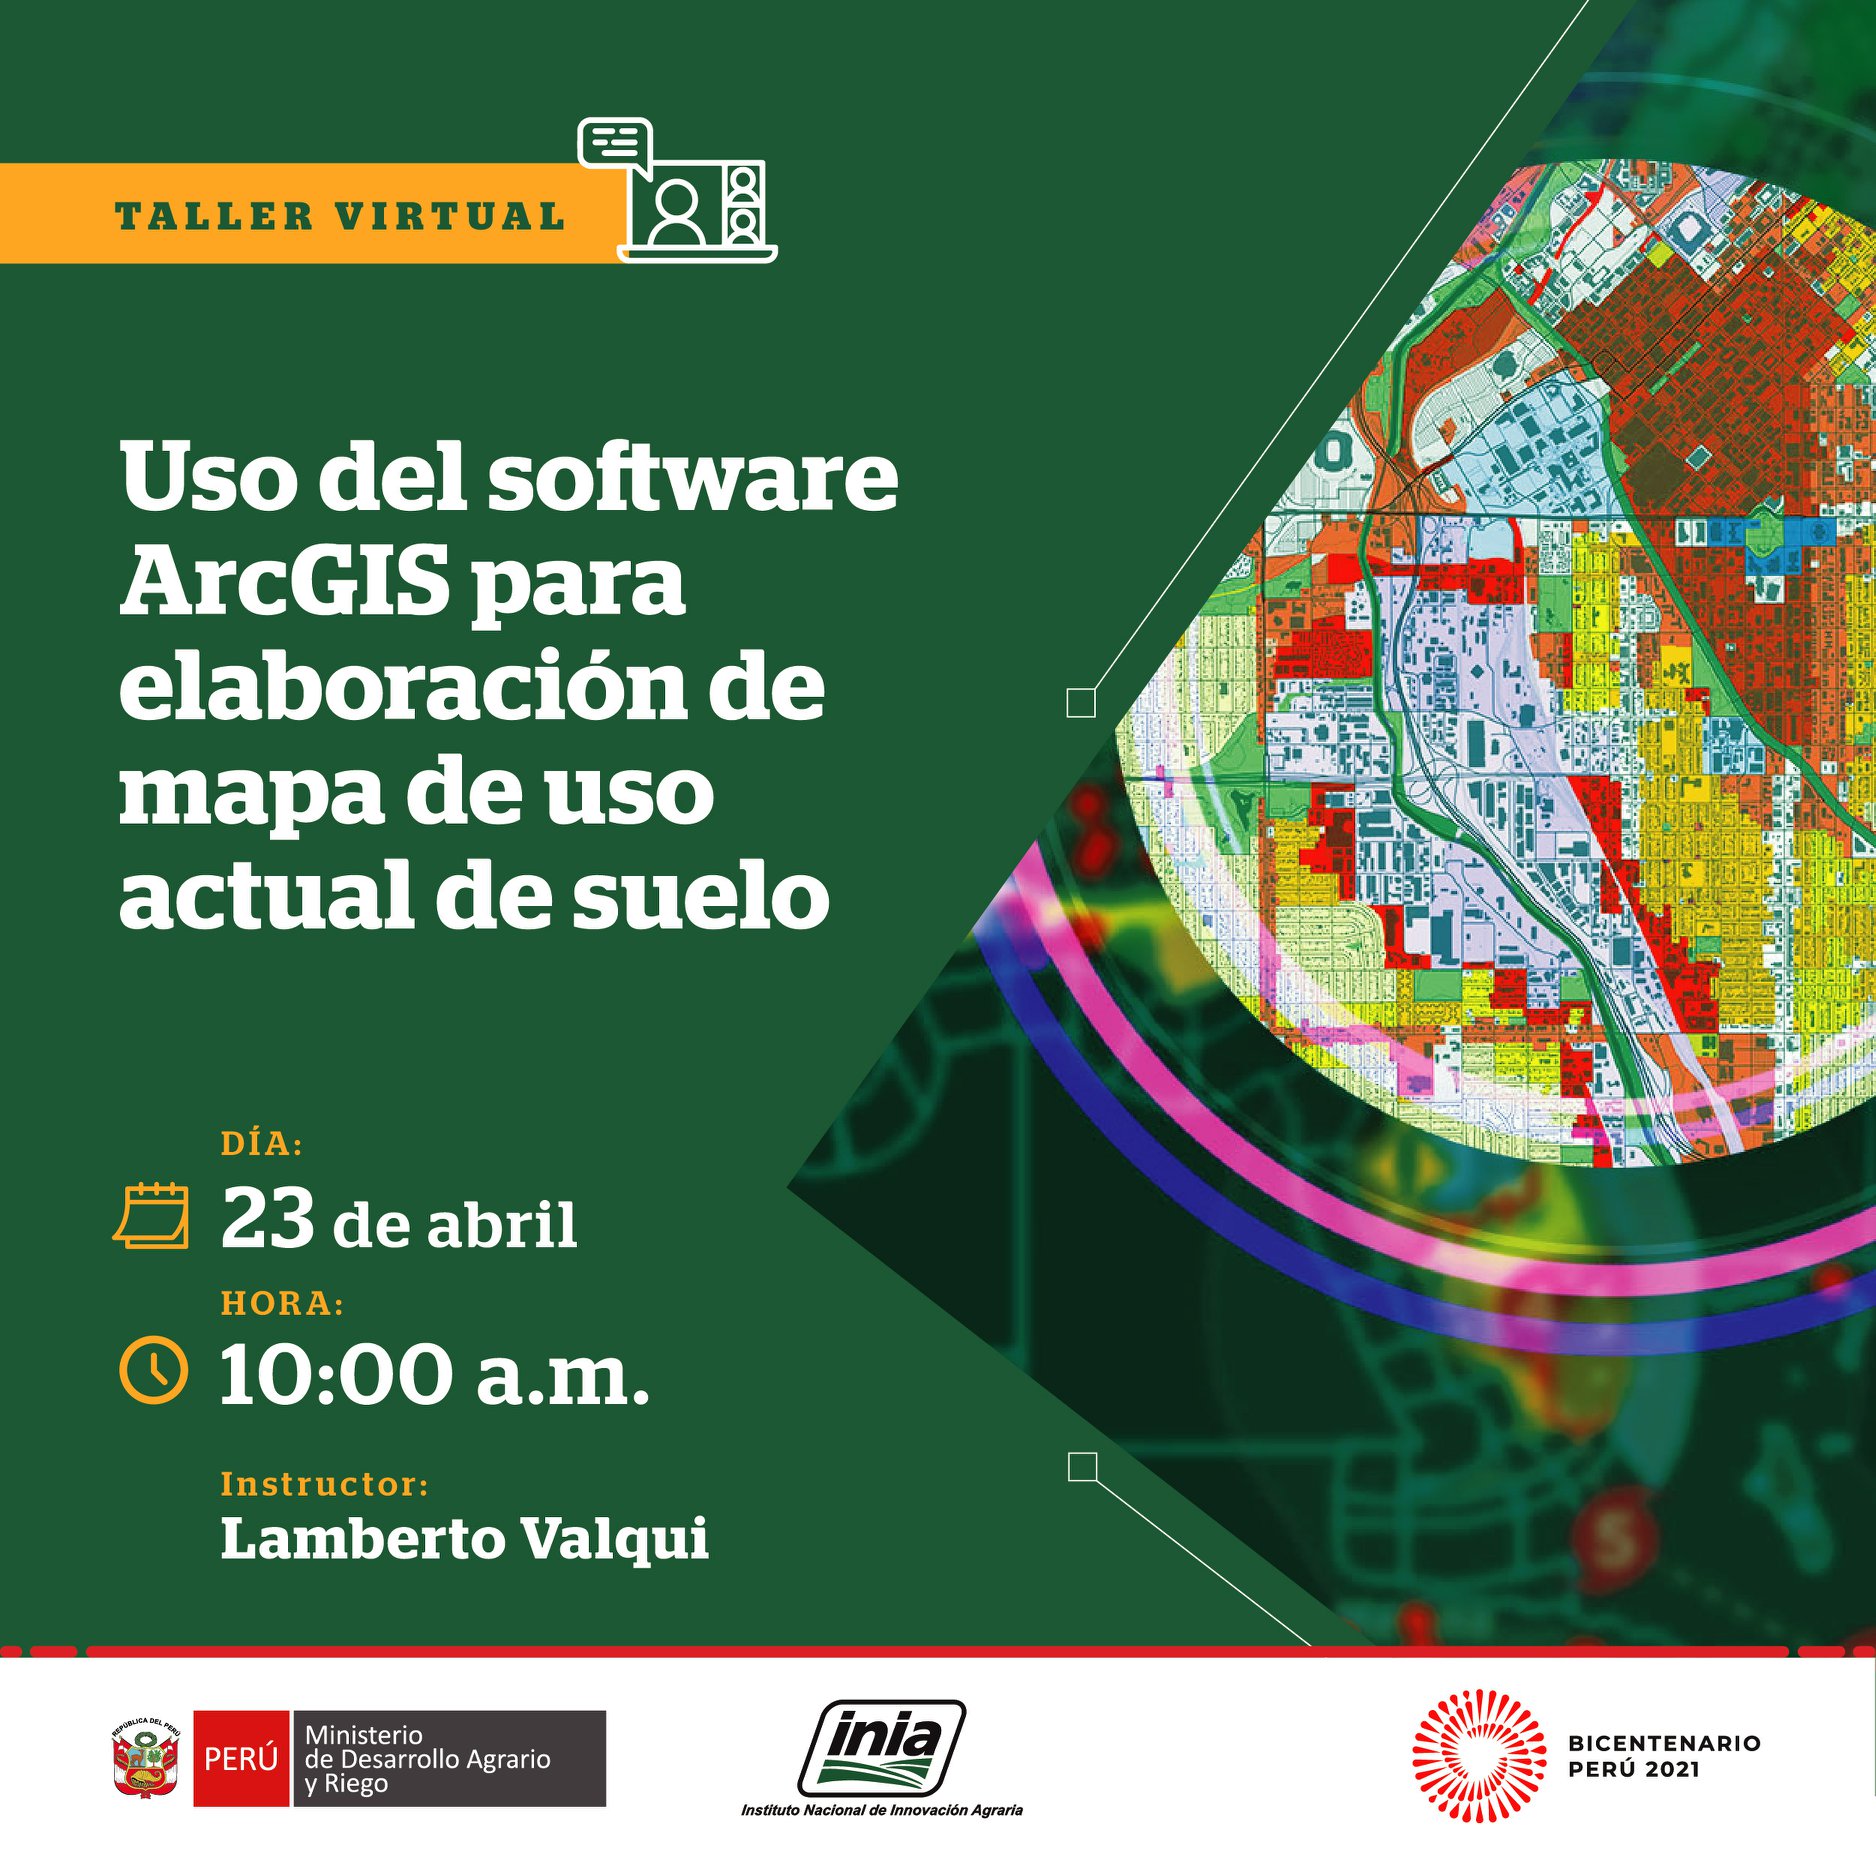 TALLER VIRTUAL
Uso del software
ArcGIS para
elaboración de
mapa de uso
actual de suelo
DÍA:
23 de abril
HORA:
10:00 a.m.
Instructor:
Lamberto Valqui
5
REPÚBLICA DEL PERÚ
PERÚ
Ministerio
de Desarrollo Agrario
y Riego
inia
Instituto Nacional de Innovación Agraria
BICENTENARIO
PERÚ 2021